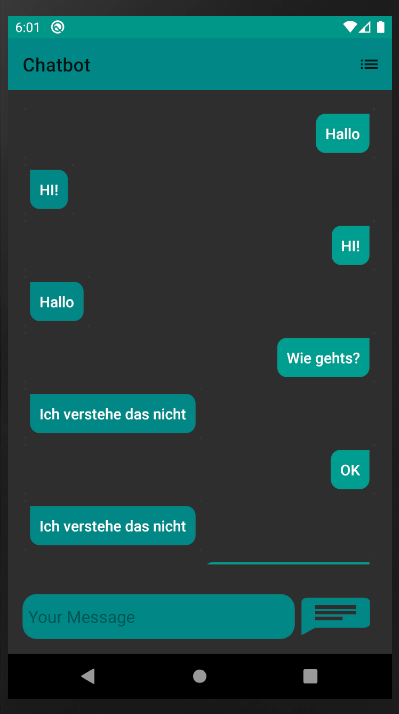 6:01
Chatbot
Hallo
HI!
HI!
Hallo
Wie gehts?
Ich verstehe das nicht
OK
Ich verstehe das nicht
Your Message